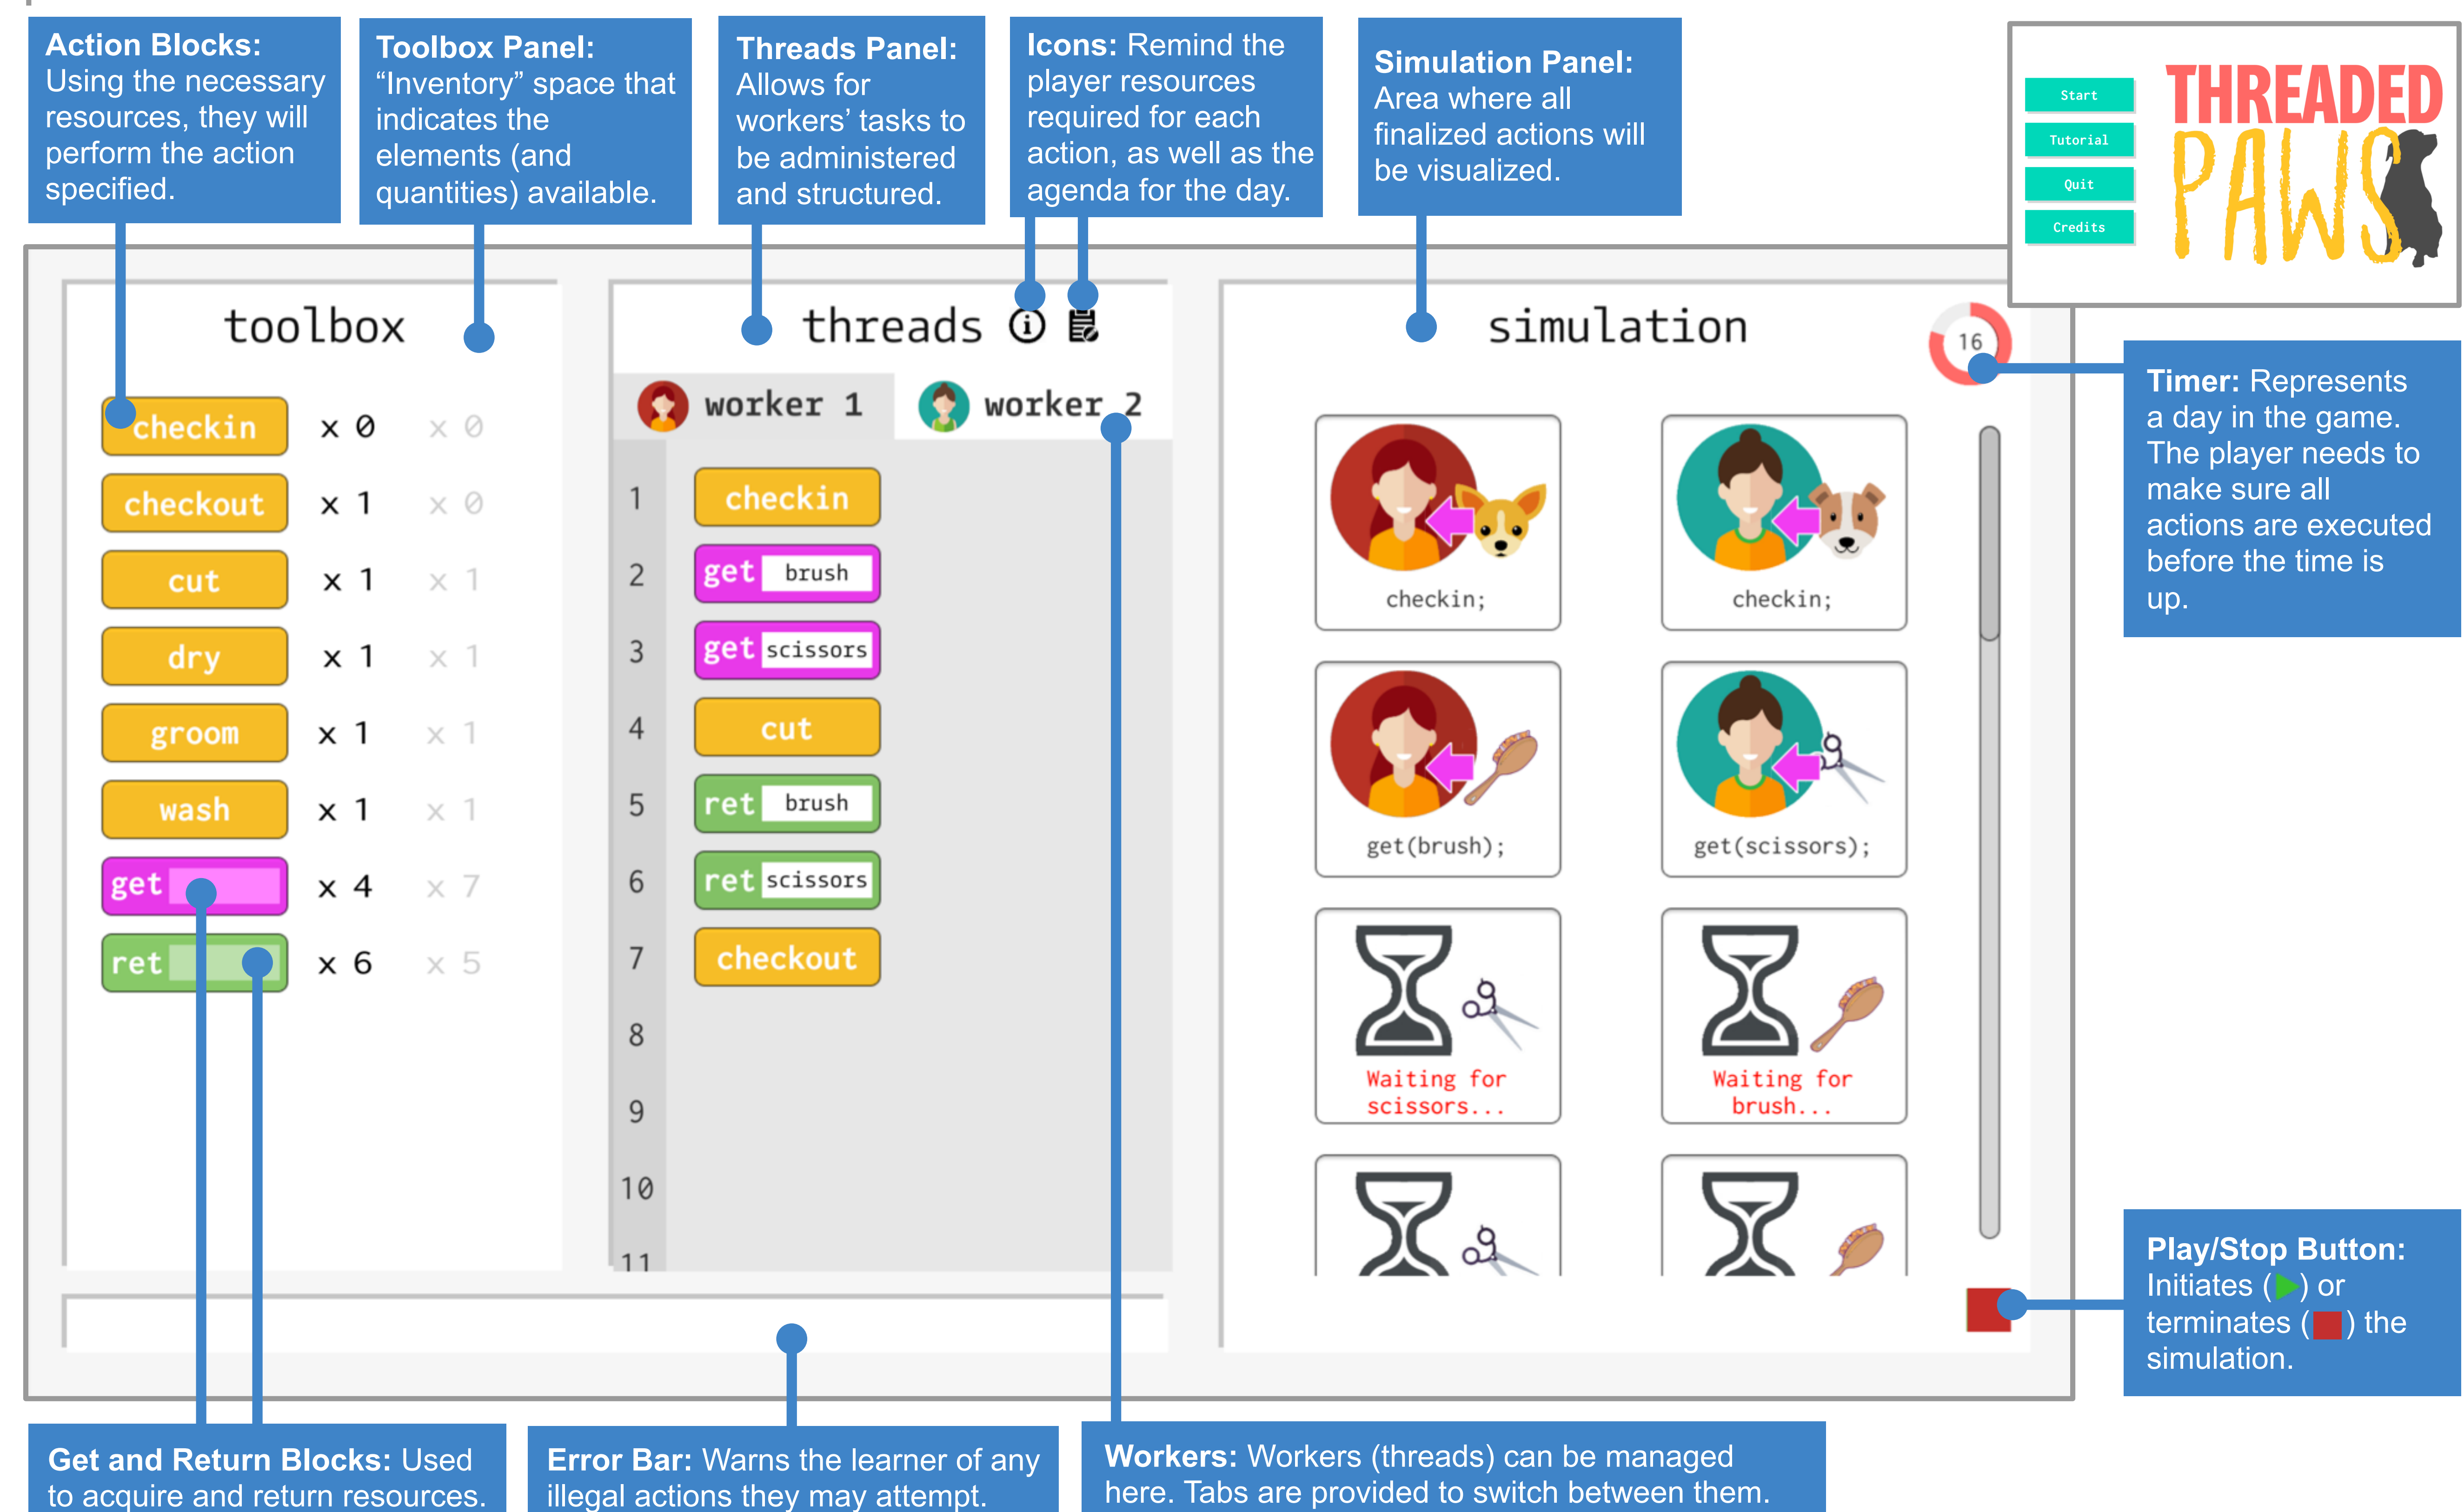 Action Blocks:
Using the necessary
resources, they will
perform the action
specified.
Toolbox Panel:
“Inventory” space that
indicates the
elements (and
quantities) available.
Threads Panel:
Allows for
workers’ tasks to
be administered
and structured.
Icons: Remind the
player resources
required for each
action, as well as the
agenda for the day.
Simulation Panel:
Area where all
finalized actions will
be visualized.
Start
Tutorial
Quit
Credits
THREADED
PAWS
toolbox
checkin x 0 x 0
checkout x 1 x 0
cut x 1 x 1
dry x 1 x 1
groom x 1 x 1
wash x 1 x 1
get x 4 x 7
ret x 6 x 5
threads
worker 1 worker 2
1 checkin
2 get brush
3 get scissors
4 cut
5 ret brush
6 ret scissors
7 checkout
8
9
10
11
simulation
16
checkin; checkin;
get(brush); get(scissors);
Waiting for Waiting for
scissors... brush...
Timer: Represents
a day in the game.
The player needs to
make sure all
actions are executed
before the time is
up.
Play/Stop Button:
Initiates (▶) or
terminates (■) the
simulation.
Get and Return Blocks: Used
to acquire and return resources.
Error Bar: Warns the learner of any
illegal actions they may attempt.
Workers: Workers (threads) can be managed
here. Tabs are provided to switch between them.